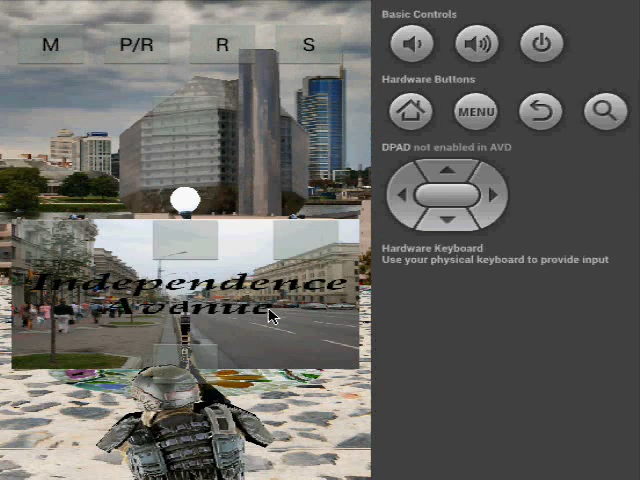 M P/R R S
Independence
Avenue
Basic Controls
Hardware Buttons
MENU
DPAD not enabled in AVD
Hardware Keyboard
Use your physical keyboard to provide input